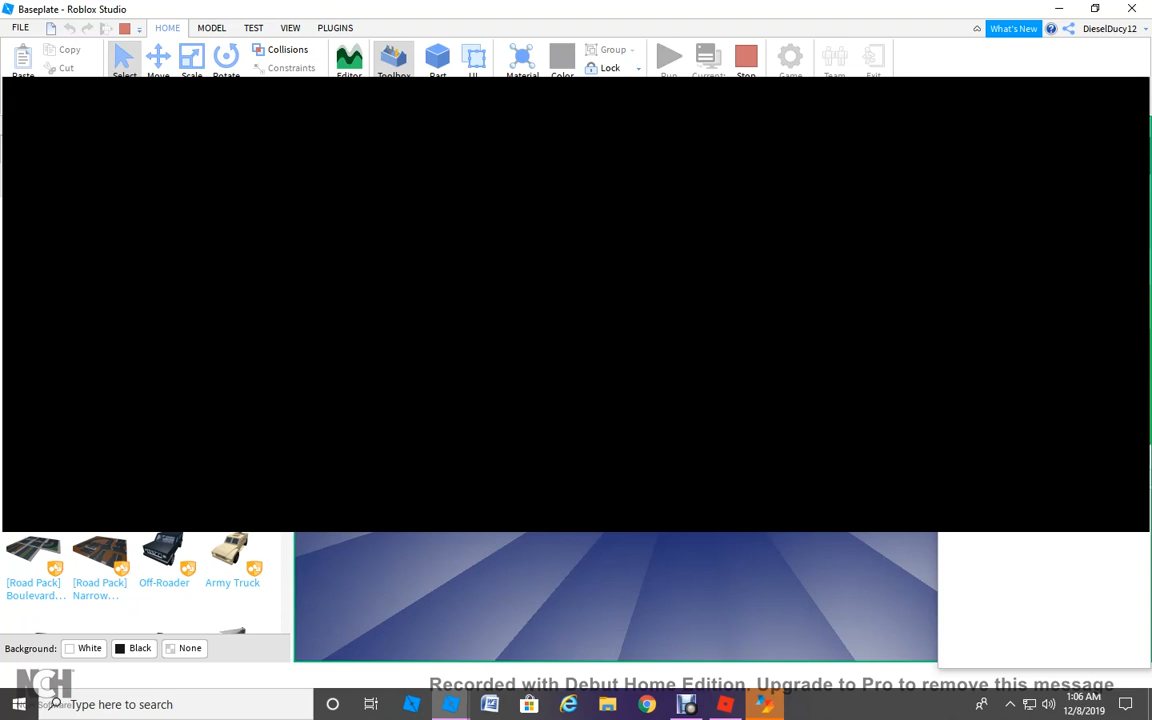 Baseplate - Roblox Studio
FILE HOME MODEL TEST VIEW PLUGINS What's New DieselDucy12
Copy Collisions Group
Cut Constraints Lock
Paste Select Move Scale Rotate Editor Toolbox Part UI Material Color Run Current: Stop Game Team Exit
[Road Pack] Boulevard...
[Road Pack] Narrow...
Off-Roader
Army Truck
Background: White Black None
NCH
Software
Recorded with Debut Home Edition. Upgrade to Pro to remove this message
Type here to search
1:06 AM
12/8/2019